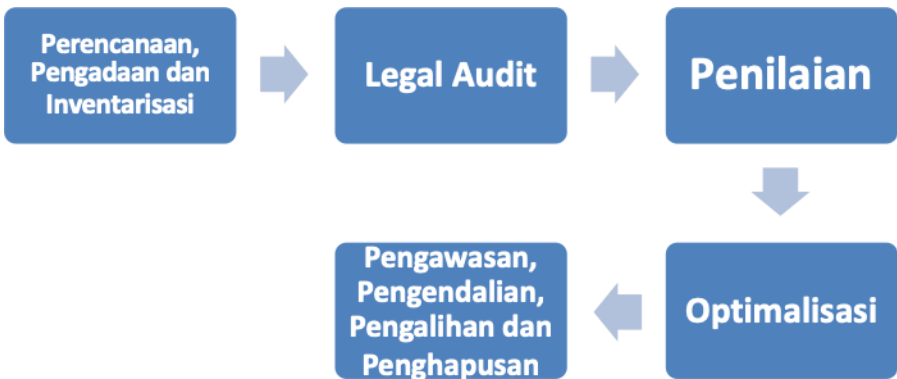 Perencanaan,
Pengadaan dan
Inventarisasi
Legal Audit
Penilaian
Optimalisasi
Pengawasan,
Pengendalian,
Pengalihan dan
Penghapusan